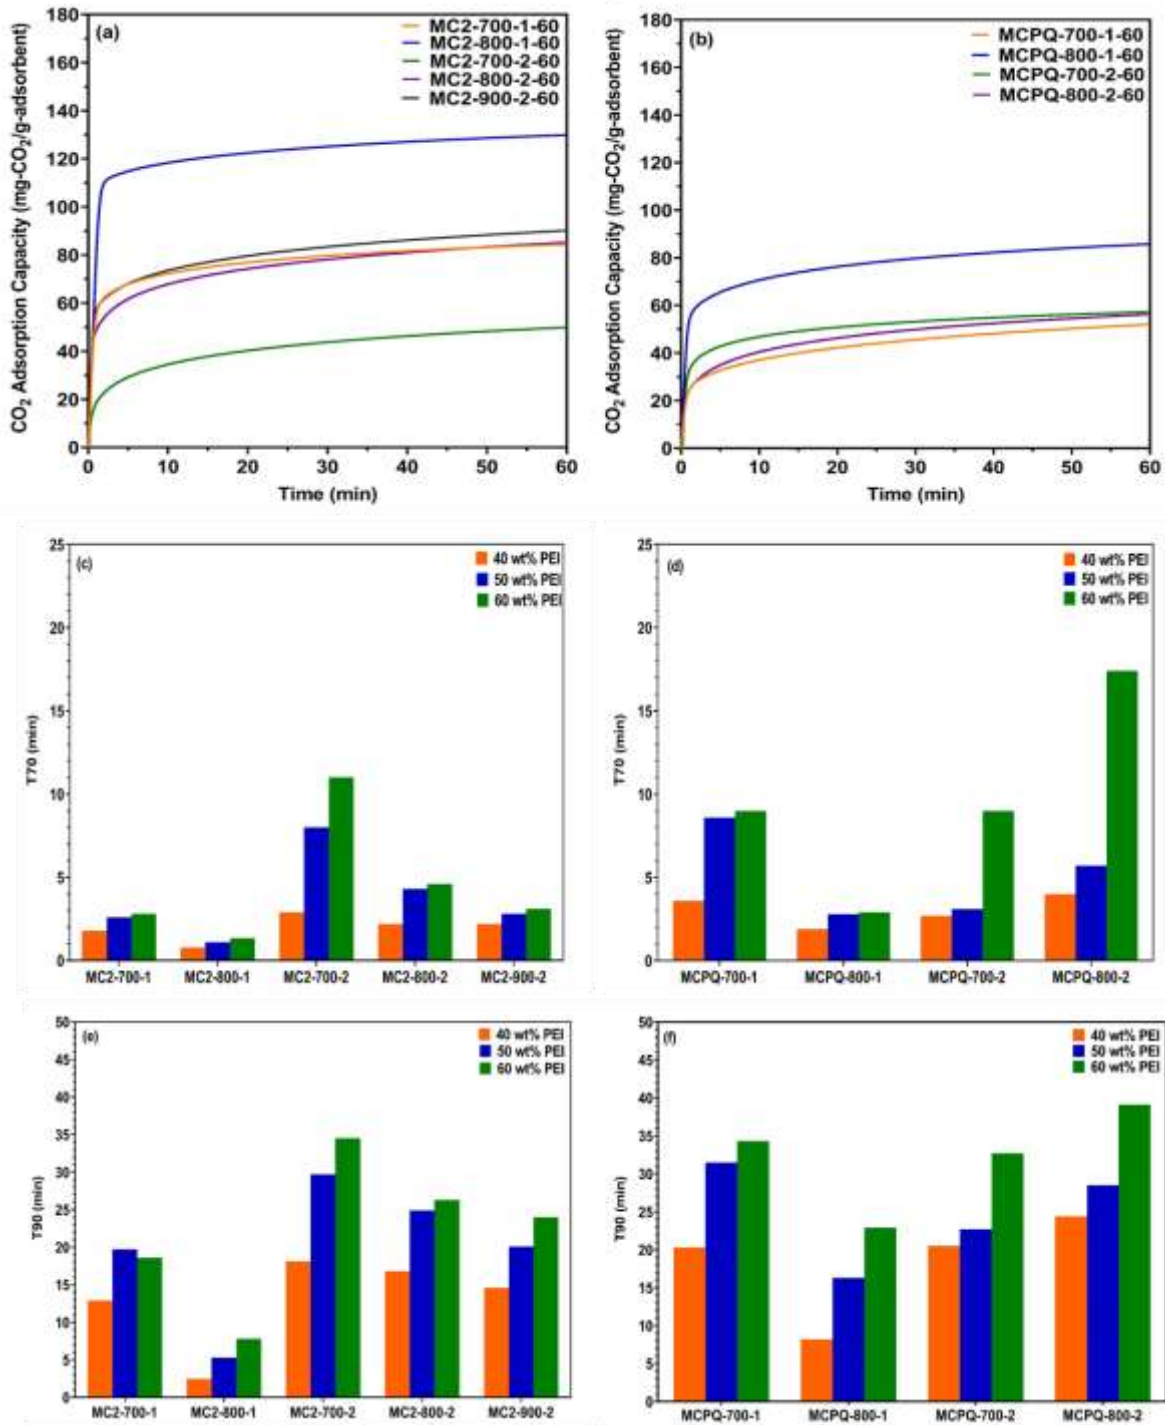 CO₂ Adsorption Capacity (mg-CO₂/g-adsorbent)
180
160
140
120
100
80
60
40
20
0
(a)
MC2-700-1-60
MC2-800-1-60
MC2-700-2-60
MC2-800-2-60
MC2-900-2-60
0 10 20 30 40 50 60
Time (min)
CO₂ Adsorption Capacity (mg-CO₂/g-adsorbent)
180
160
140
120
100
80
60
40
20
0
(b)
MCPQ-700-1-60
MCPQ-800-1-60
MCPQ-700-2-60
MCPQ-800-2-60
0 10 20 30 40 50 60
Time (min)
T70 (min)
25
20
15
10
5
0
(c)
40 wt% PEI
50 wt% PEI
60 wt% PEI
MC2-700-1 MC2-800-1 MC2-700-2 MC2-800-2 MC2-900-2
T70 (min)
25
20
15
10
5
0
(d)
40 wt% PEI
50 wt% PEI
60 wt% PEI
MCPQ-700-1 MCPQ-800-1 MCPQ-700-2 MCPQ-800-2
T90 (min)
50
45
40
35
30
25
20
15
10
5
0
(e)
40 wt% PEI
50 wt% PEI
60 wt% PEI
MC2-700-1 MC2-800-1 MC2-700-2 MC2-800-2 MC2-900-2
T90 (min)
50
45
40
35
30
25
20
15
10
5
0
(f)
40 wt% PEI
50 wt% PEI
60 wt% PEI
MCPQ-700-1 MCPQ-800-1 MCPQ-700-2 MCPQ-800-2